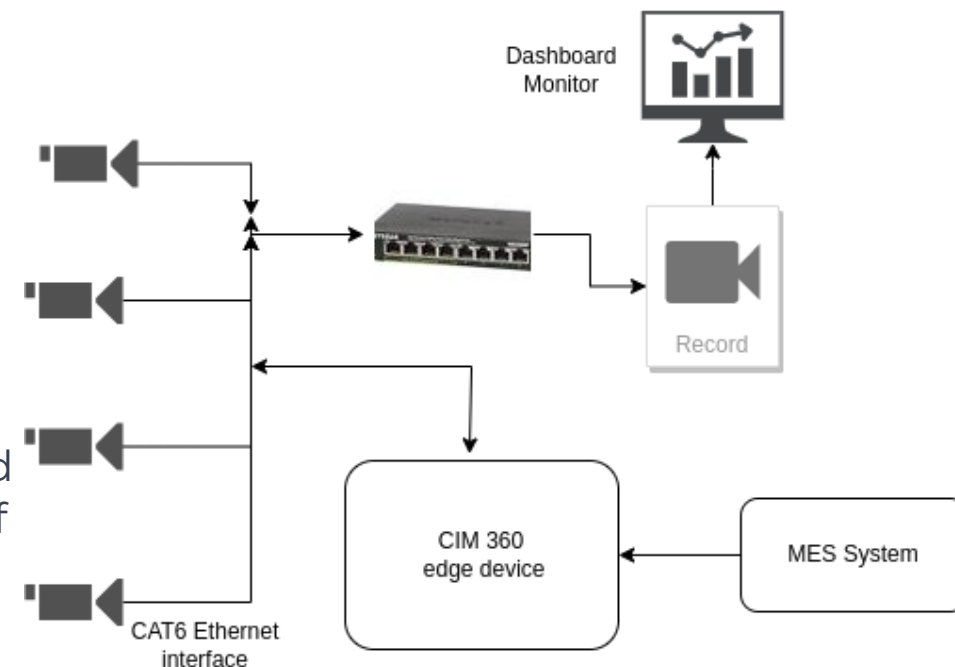 Dashboard
Monitor
Record
d
f
CIM 360
edge device
MES System
CAT6 Ethernet
interface